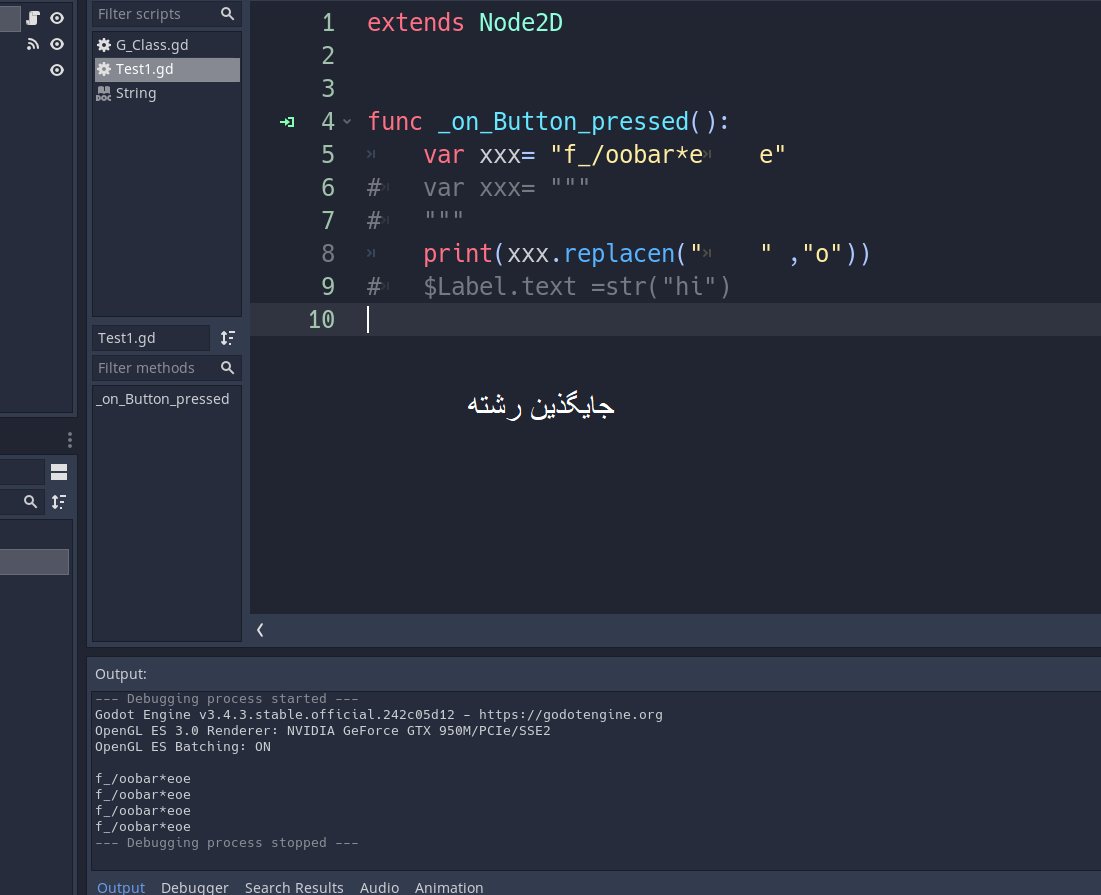 Filter scripts
G_Class.gd
Test1.gd
String
Test1.gd
Filter methods
_on_Button_pressed
1 extends Node2D
2
3
4 func _on_Button_pressed():
5 	var xxx= "f_/oobar*e	e"
6 #	var xxx= """
7 #	"""
8 	print(xxx.replacen("	" ,"o"))
9 #	$Label.text =str("hi")
10
جایگذین رشته
Output:
--- Debugging process started ---
Godot Engine v3.4.3.stable.official.242c05d12 - https://godotengine.org
OpenGL ES 3.0 Renderer: NVIDIA GeForce GTX 950M/PCIe/SSE2
OpenGL ES Batching: ON
f_/oobar*eoe
f_/oobar*eoe
f_/oobar*eoe
f_/oobar*eoe
--- Debugging process stopped ---
Output Debugger Search Results Audio Animation